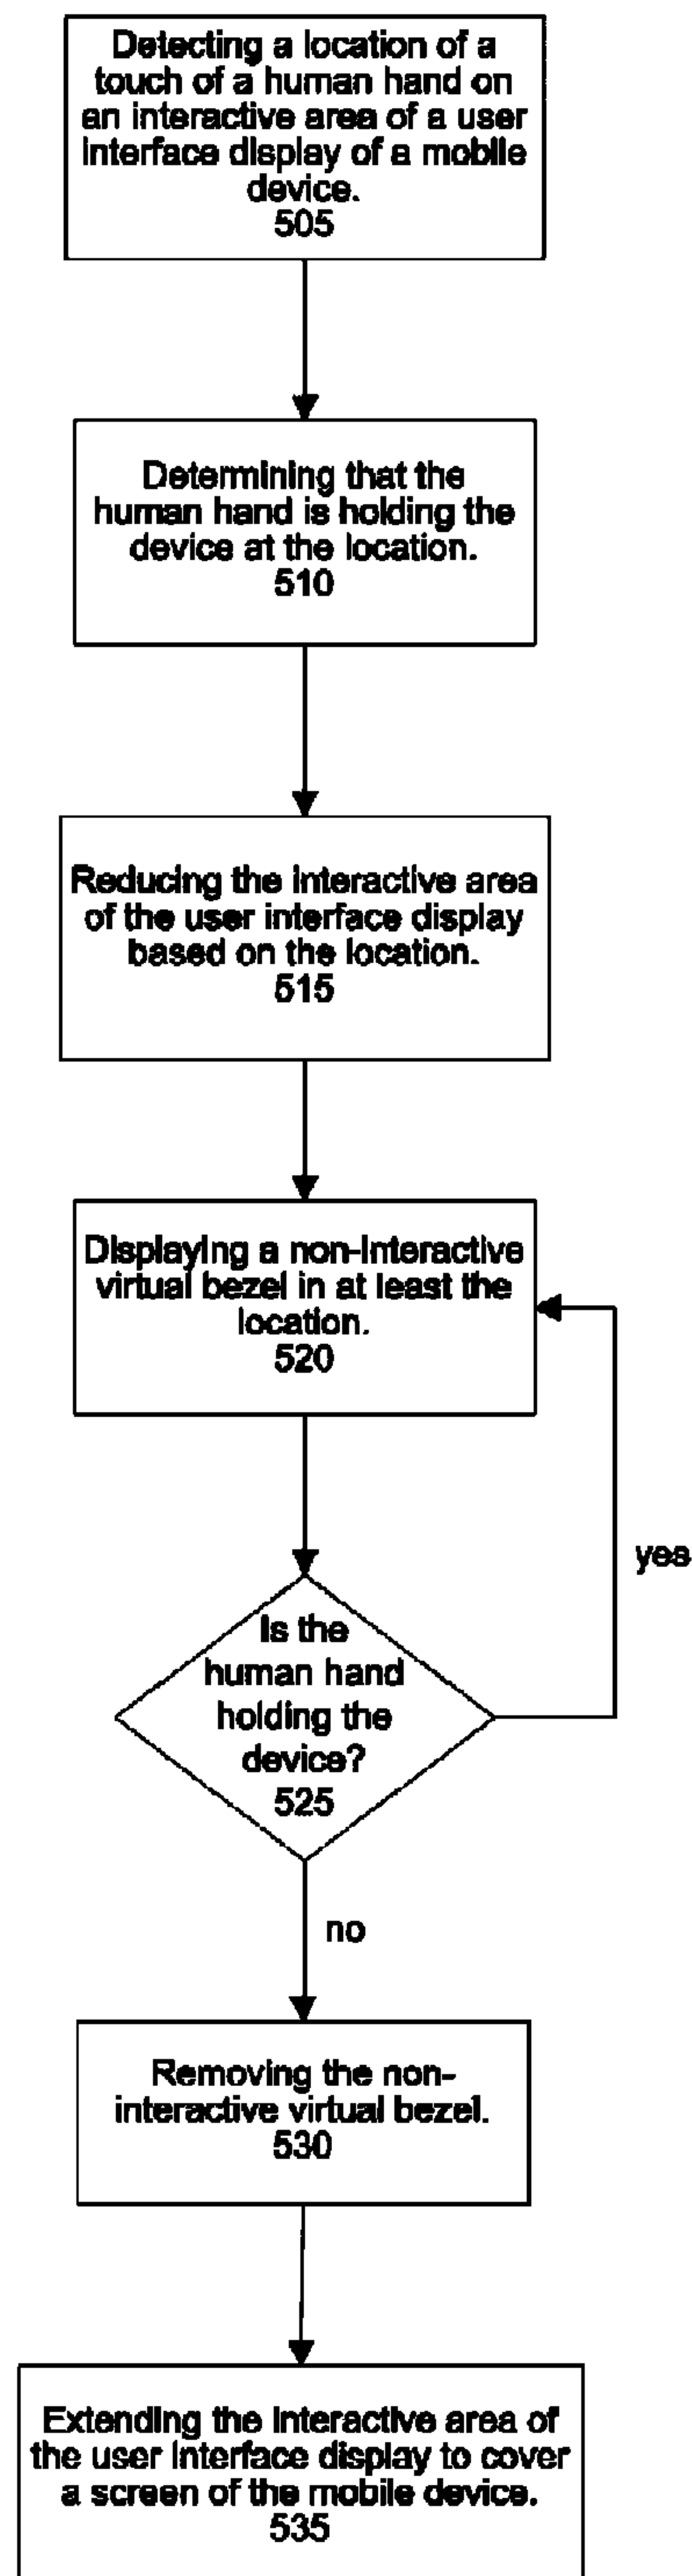 Detecting a location of a
touch of a human hand on
an interactive area of a user
interface display of a mobile
device.
505
Determining that the
human hand is holding the
device at the location.
510
Reducing the interactive area
of the user interface display
based on the location.
515
Displaying a non-interactive
virtual bezel in at least the
location.
520
yes
Is the
human hand
holding the
device?
525
no
Removing the non-
interactive virtual bezel.
530
Extending the interactive area of
the user interface display to cover
a screen of the mobile device.
535